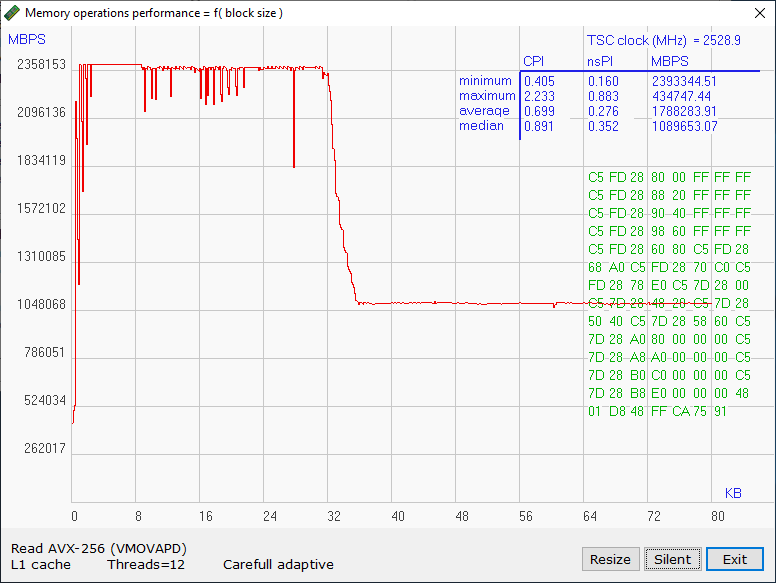 Memory operations performance = f( block size )
MBPS
TSC clock (MHz) = 2528.9
CPI nsPI MBPS
minimum 0.405 0.160 2393344.51
maximum 2.233 0.883 434747.44
average 0.699 0.276 1788283.91
median 0.891 0.352 1089653.07
2358153
2096136
1834119
1572102
1310085
1048068
786051
524034
262017
C5 FD 28 80 00 FF FF FF
C5 FD 28 88 20 FF FF FF
C5 FD 28 90 40 FF FF FF
C5 FD 28 98 60 FF FF FF
C5 FD 28 60 80 C5 FD 28
68 A0 C5 FD 28 70 C0 C5
FD 28 78 E0 C5 7D 28 00
C5 7D 28 48 20 C5 7D 28
50 40 C5 7D 28 58 60 C5
7D 28 A0 80 00 00 00 C5
7D 28 A8 A0 00 00 00 C5
7D 28 B0 C0 00 00 00 C5
7D 28 B8 E0 00 00 00 48
01 D8 48 FF CA 75 91
KB
0 8 16 24 32 40 48 56 64 72 80
Read AVX-256 (VMOVAPD)
L1 cache Threads=12 Carefull adaptive
Resize Silent Exit